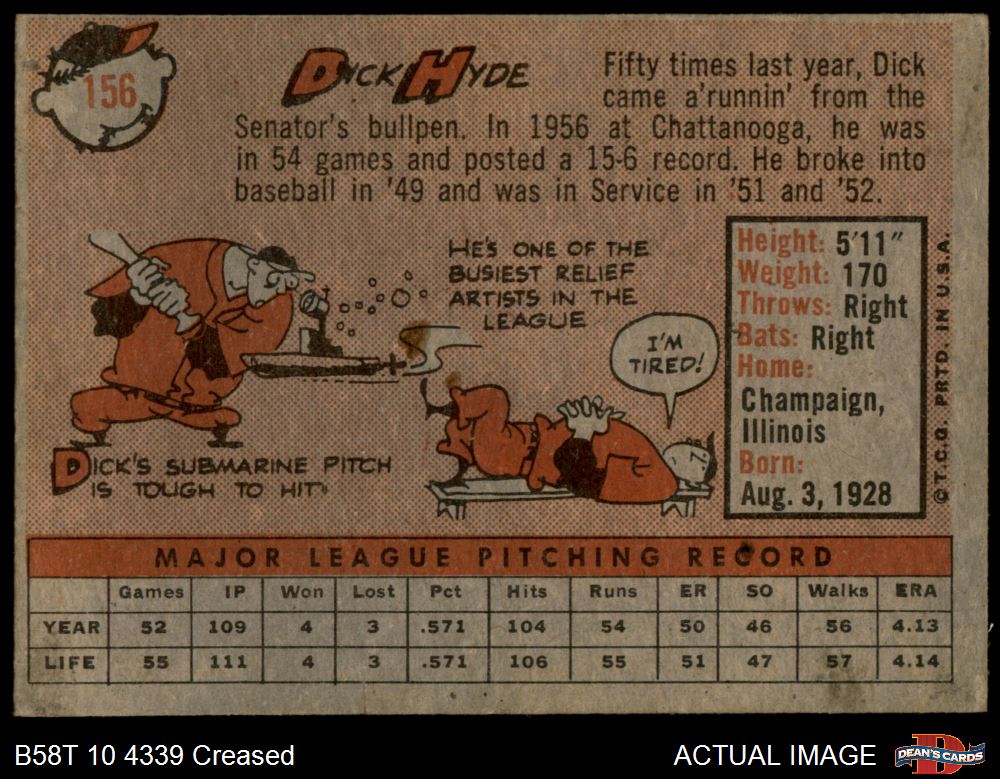 156
Dick Hyde
Fifty times last year, Dick
came a'runnin' from the
Senator's bullpen. In 1956 at Chattanooga, he was
in 54 games and posted a 15-6 record. He broke into
baseball in '49 and was in Service in '51 and '52.
HE'S ONE OF THE
BUSIEST RELIEF
ARTISTS IN THE
LEAGUE
I'M
TIRED!
DICK'S SUBMARINE PITCH
IS TOUGH TO HIT!
Height: 5'11"
Weight: 170
Throws: Right
Bats: Right
Home:
Champaign,
Illinois
Born:
Aug. 3, 1928
© T.C.G. PRTD. IN U.S.A.
MAJOR LEAGUE PITCHING RECORD
Games IP Won Lost Pct Hits Runs ER SO Walks ERA
YEAR 52 109 4 3 .571 104 54 50 46 56 4.13
LIFE 55 111 4 3 .571 106 55 51 47 57 4.14
B58T 10 4339 Creased
ACTUAL IMAGE
DEAN'S CARDS